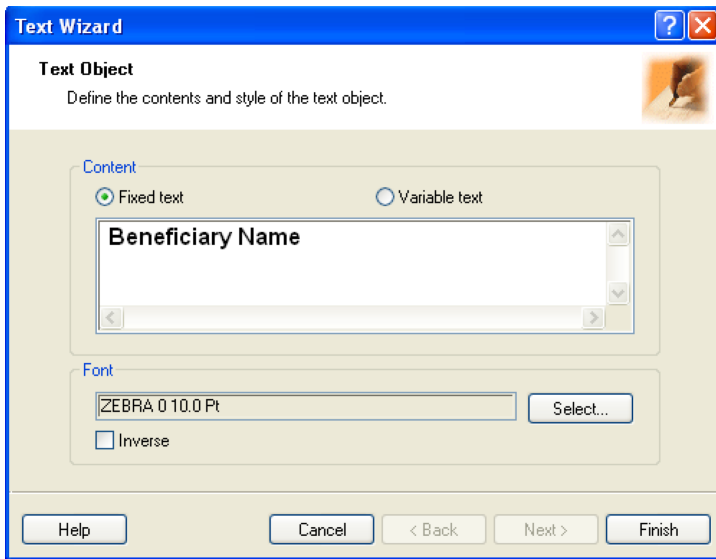 Text Wizard
Text Object
Define the contents and style of the text object.
Content
Fixed text Variable text
Beneficiary Name
Font
ZEBRA 0 10.0 Pt Select...
Inverse
Help Cancel < Back Next > Finish